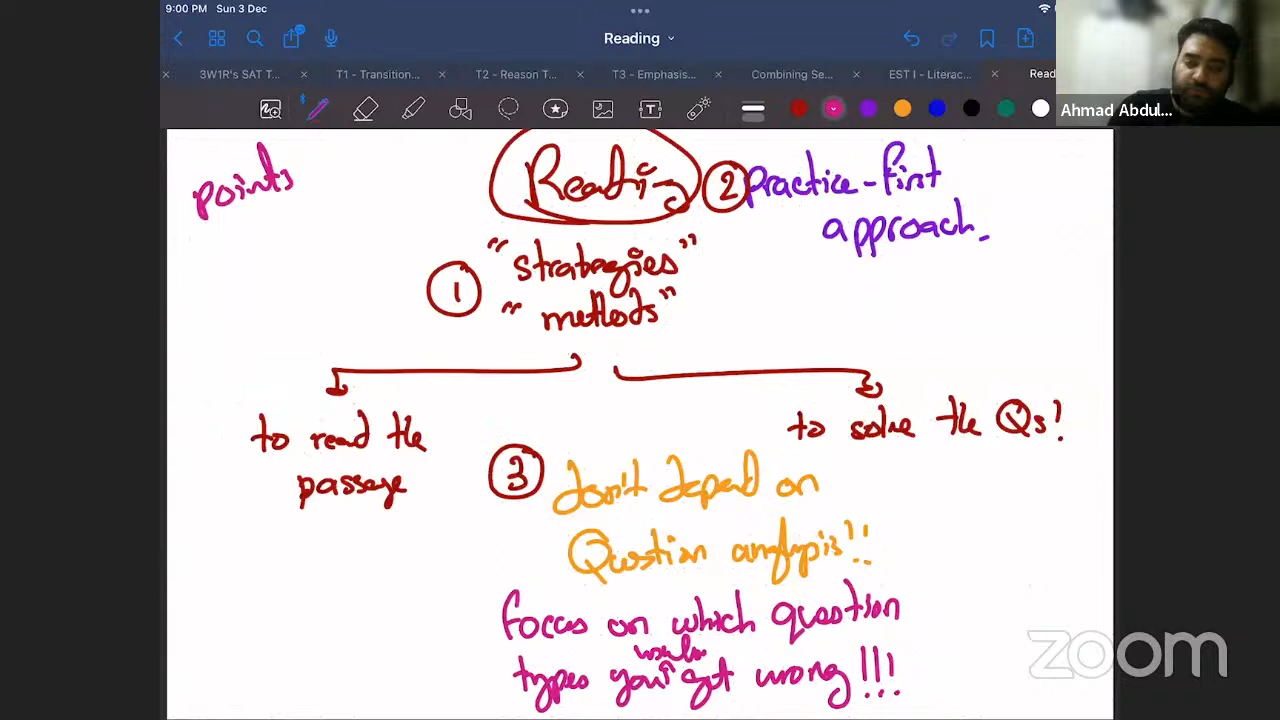 9:00 PM Sun 3 Dec
Reading
3W1R's SAT T...
T1 - Transition...
T2 - Reason T...
T3 - Emphasis...
Combining Se...
EST I - Literac...
Read
Ahmad Abdul...
points
Reading
② Practice-first
approach.
① "strategies"
"methods"
to read the
passage
to solve the Qs!
③ don't depend on
Question analysis!!
focus on which question
types you get wrong!!!
zoom